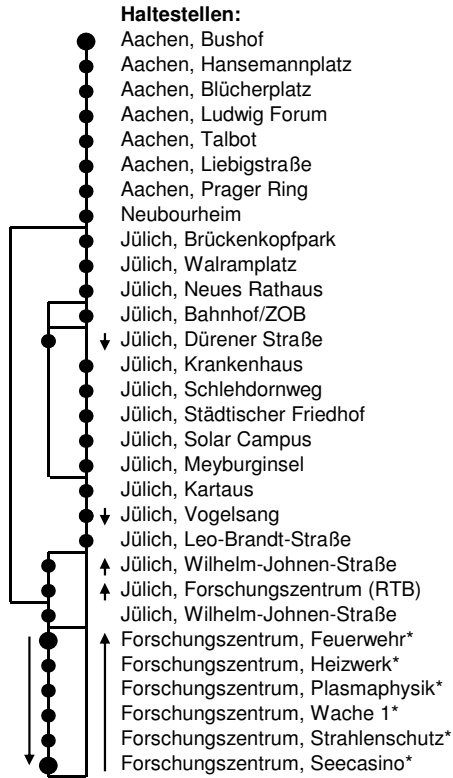 Haltestellen:
Aachen, Bushof
Aachen, Hansemannplatz
Aachen, Blücherplatz
Aachen, Ludwig Forum
Aachen, Talbot
Aachen, Liebigstraße
Aachen, Prager Ring
Neubourheim
Jülich, Brückenkopfpark
Jülich, Walramplatz
Jülich, Neues Rathaus
Jülich, Bahnhof/ZOB
Jülich, Dürener Straße
Jülich, Krankenhaus
Jülich, Schlehdornweg
Jülich, Städtischer Friedhof
Jülich, Solar Campus
Jülich, Meyburginsel
Jülich, Kartaus
Jülich, Vogelsang
Jülich, Leo-Brandt-Straße
Jülich, Wilhelm-Johnen-Straße
Jülich, Forschungszentrum (RTB)
Jülich, Wilhelm-Johnen-Straße
Forschungszentrum, Feuerwehr*
Forschungszentrum, Heizwerk*
Forschungszentrum, Plasmaphysik*
Forschungszentrum, Wache 1*
Forschungszentrum, Strahlenschutz*
Forschungszentrum, Seecasino*